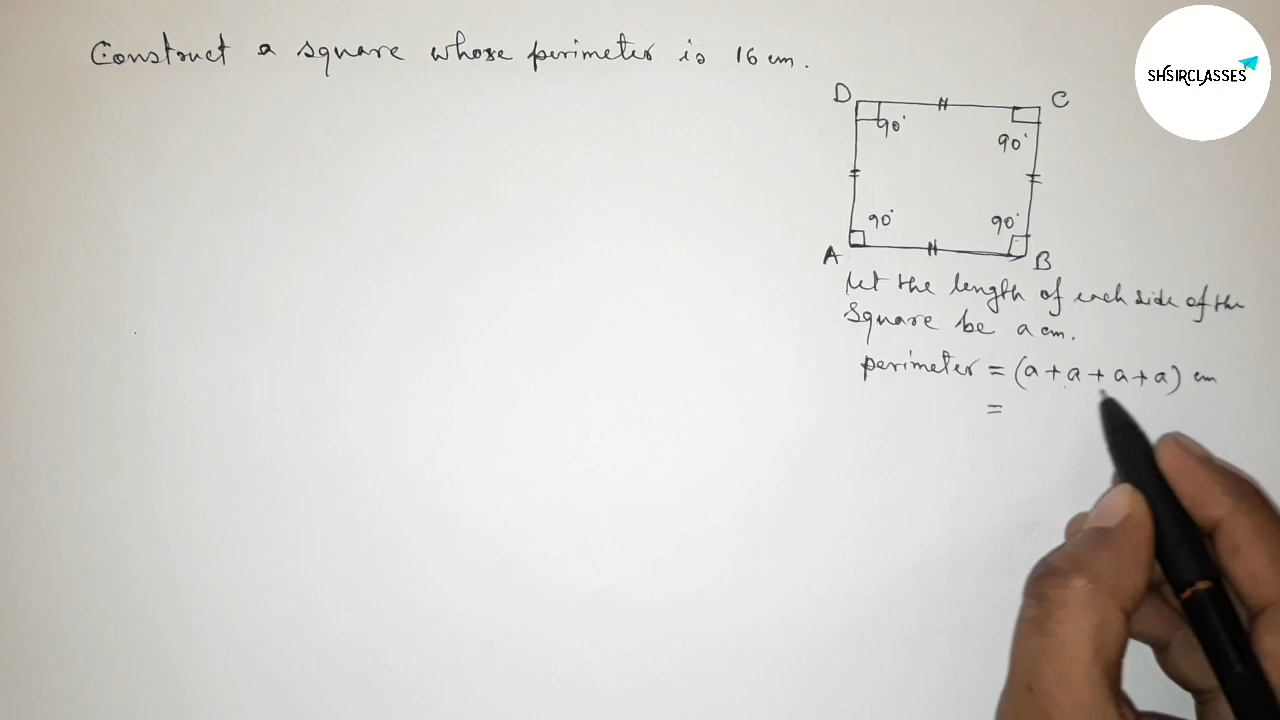 Construct a square whose perimeter is 16 cm.
SHSIRCLASSES
D C
90° 90°
90° 90°
A B
Let the length of each side of the
square be a cm.
perimeter = (a + a + a + a) cm
=